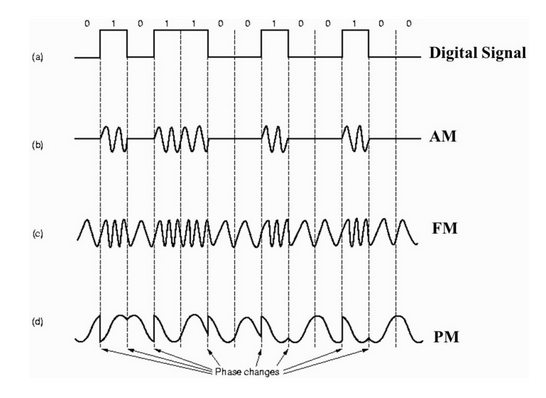 0 1 0 1 1 0 0 1 0 0 1 0 0
(a) Digital Signal
(b) AM
(c) FM
(d) PM
Phase changes